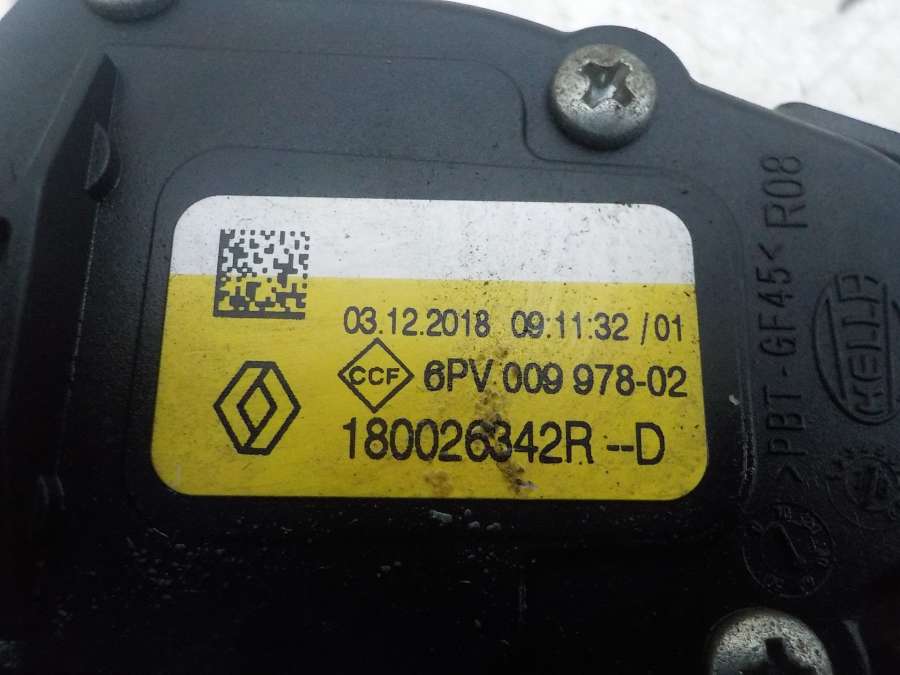 03.12.2018 09:11:32 /01
CCF 6PV 009 978-02
180026342R --D
>PBT-GF45< R08
HELLA